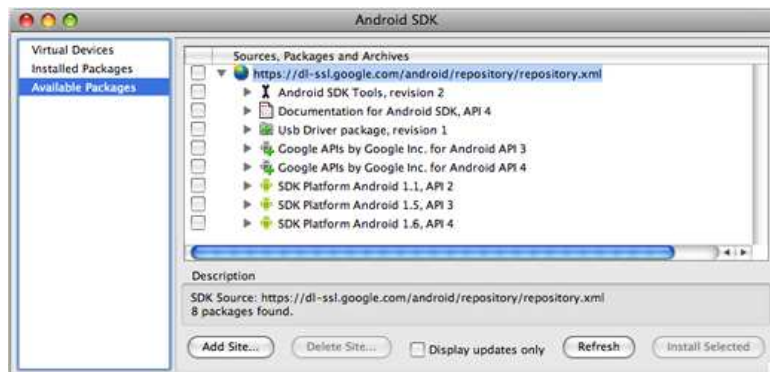 Android SDK
Virtual Devices
Installed Packages
Available Packages
Sources, Packages and Archives
https://dl-ssl.google.com/android/repository/repository.xml
Android SDK Tools, revision 2
Documentation for Android SDK, API 4
Usb Driver package, revision 1
Google APIs by Google Inc. for Android API 3
Google APIs by Google Inc. for Android API 4
SDK Platform Android 1.1, API 2
SDK Platform Android 1.5, API 3
SDK Platform Android 1.6, API 4
Description
SDK Source: https://dl-ssl.google.com/android/repository/repository.xml
8 packages found.
Add Site... Delete Site... Display updates only Refresh Install Selected